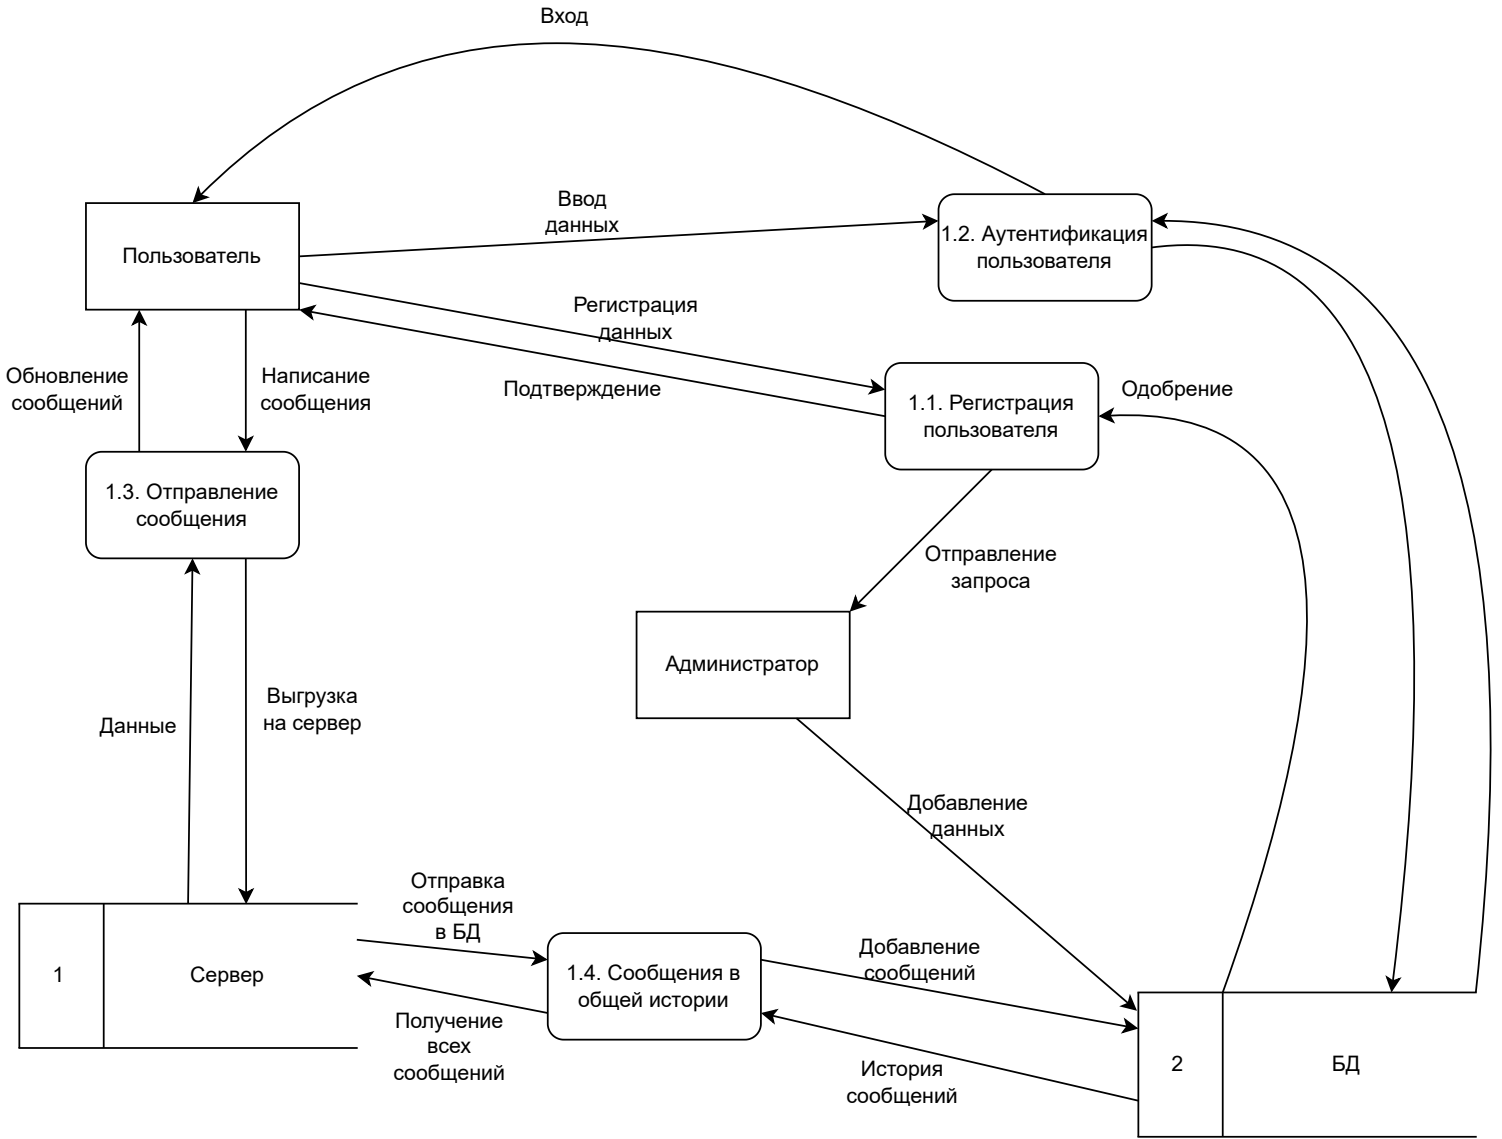 Вход
Ввод
данных
Пользователь
1.2. Аутентификация
пользователя
Регистрация
данных
Подтверждение
Обновление
сообщений
Написание
сообщения
1.1. Регистрация
пользователя
Одобрение
1.3. Отправление
сообщения
Отправление
запроса
Администратор
Данные
Выгрузка
на сервер
Добавление
данных
Отправка
сообщения
в БД
1
Сервер
1.4. Сообщения в
общей истории
Добавление
сообщений
Получение
всех
сообщений
История
сообщений
2
БД